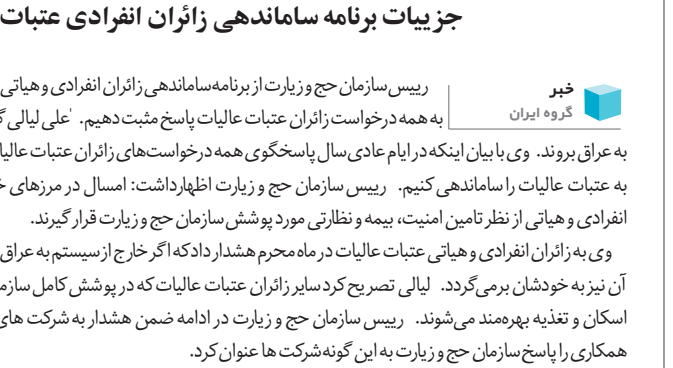 جزییات برنامه ساماندهی زائران انفرادی عتبات
خبر
گروه ایران
رییس سازمان حج و زیارت از برنامه ساماندهی زائران انفرادی و هیاتی
به همه درخواست زائران عتبات عالیات پاسخ مثبت دهیم. 'علی لیالی
به عراق بروند. وی با بیان اینکه در ایام عادی سال پاسخگوی همه درخواست‌های زائران عتبات
به عتبات عالیات را ساماندهی کنیم. رییس سازمان حج و زیارت اظهار داشت: امسال در مرزهای
انفرادی و هیاتی از نظر تامین امنیت، بیمه و نظارتی مورد پوشش سازمان حج و زیارت قرار گیرند.
وی به زائران انفرادی و هیاتی عتبات عالیات در ماه محرم هشدار داد که اگر خارج از سیستم به عراق
آن نیز به خودشان برمی‌گردد. لیالی تصریح کرد سایر زائران عتبات عالیات که در پوشش کامل
اسکان و تغذیه بهره‌مند می‌شوند. رییس سازمان حج و زیارت در ادامه ضمن هشدار به شرکت های
همکاری را پاسخ سازمان حج و زیارت به این گونه شرکت ها عنوان کرد.